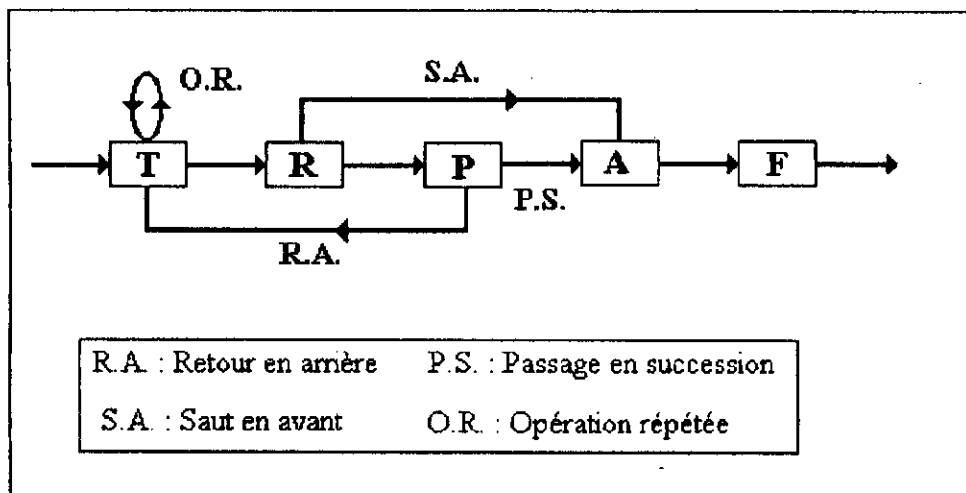 O.R.
S.A.
T R P A F
P.S.
R.A.
R.A. : Retour en arrière P.S. : Passage en succession
S.A. : Saut en avant O.R. : Opération répétée